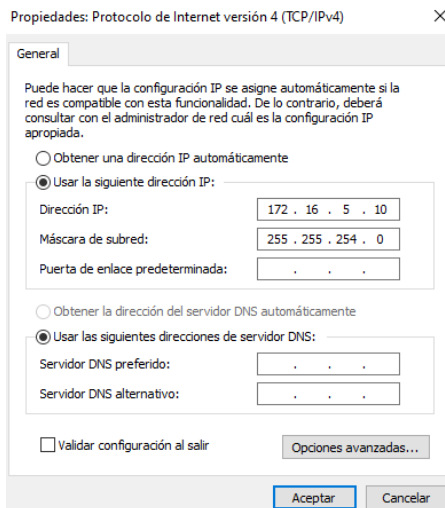 Propiedades: Protocolo de Internet versión 4 (TCP/IPv4)
General
Puede hacer que la configuración IP se asigne automáticamente si la
red es compatible con esta funcionalidad. De lo contrario, deberá
consultar con el administrador de red cuál es la configuración IP
apropiada.
Obtener una dirección IP automáticamente
Usar la siguiente dirección IP:
Dirección IP: 172 . 16 . 5 . 10
Máscara de subred: 255 . 255 . 254 . 0
Puerta de enlace predeterminada: . . .
Obtener la dirección del servidor DNS automáticamente
Usar las siguientes direcciones de servidor DNS:
Servidor DNS preferido: . . .
Servidor DNS alternativo: . . .
Validar configuración al salir Opciones avanzadas...
Aceptar Cancelar